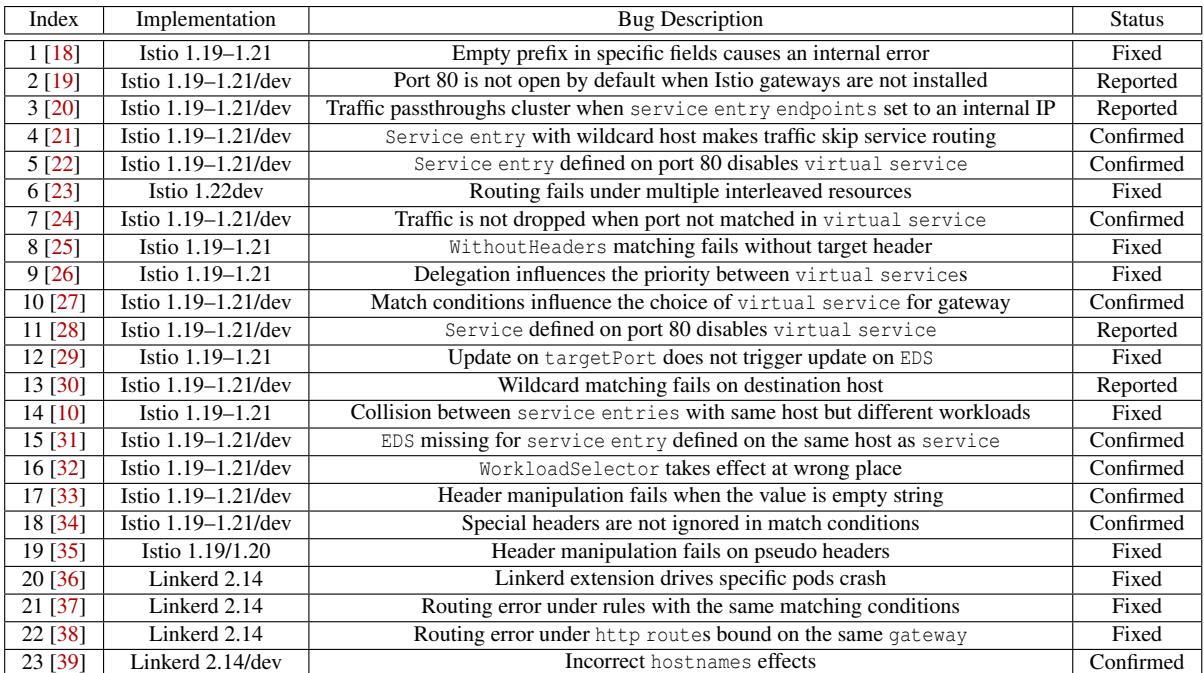 Index Implementation Bug Description Status
1 [18] Istio 1.19–1.21 Empty prefix in specific fields causes an internal error Fixed
2 [19] Istio 1.19–1.21/dev Port 80 is not open by default when Istio gateways are not installed Reported
3 [20] Istio 1.19–1.21/dev Traffic passthroughs cluster when service entry endpoints set to an internal IP Reported
4 [21] Istio 1.19–1.21/dev Service entry with wildcard host makes traffic skip service routing Confirmed
5 [22] Istio 1.19–1.21/dev Service entry defined on port 80 disables virtual service Confirmed
6 [23] Istio 1.22dev Routing fails under multiple interleaved resources Fixed
7 [24] Istio 1.19–1.21/dev Traffic is not dropped when port not matched in virtual service Confirmed
8 [25] Istio 1.19–1.21 WithoutHeaders matching fails without target header Fixed
9 [26] Istio 1.19–1.21 Delegation influences the priority between virtual services Fixed
10 [27] Istio 1.19–1.21/dev Match conditions influence the choice of virtual service for gateway Confirmed
11 [28] Istio 1.19–1.21/dev Service defined on port 80 disables virtual service Reported
12 [29] Istio 1.19–1.21 Update on targetPort does not trigger update on EDS Fixed
13 [30] Istio 1.19–1.21/dev Wildcard matching fails on destination host Reported
14 [10] Istio 1.19–1.21 Collision between service entries with same host but different workloads Fixed
15 [31] Istio 1.19–1.21/dev EDS missing for service entry defined on the same host as service Confirmed
16 [32] Istio 1.19–1.21/dev WorkloadSelector takes effect at wrong place Confirmed
17 [33] Istio 1.19–1.21/dev Header manipulation fails when the value is empty string Confirmed
18 [34] Istio 1.19–1.21/dev Special headers are not ignored in match conditions Confirmed
19 [35] Istio 1.19/1.20 Header manipulation fails on pseudo headers Fixed
20 [36] Linkerd 2.14 Linkerd extension drives specific pods crash Fixed
21 [37] Linkerd 2.14 Routing error under rules with the same matching conditions Fixed
22 [38] Linkerd 2.14 Routing error under http routes bound on the same gateway Fixed
23 [39] Linkerd 2.14/dev Incorrect hostnames effects Confirmed